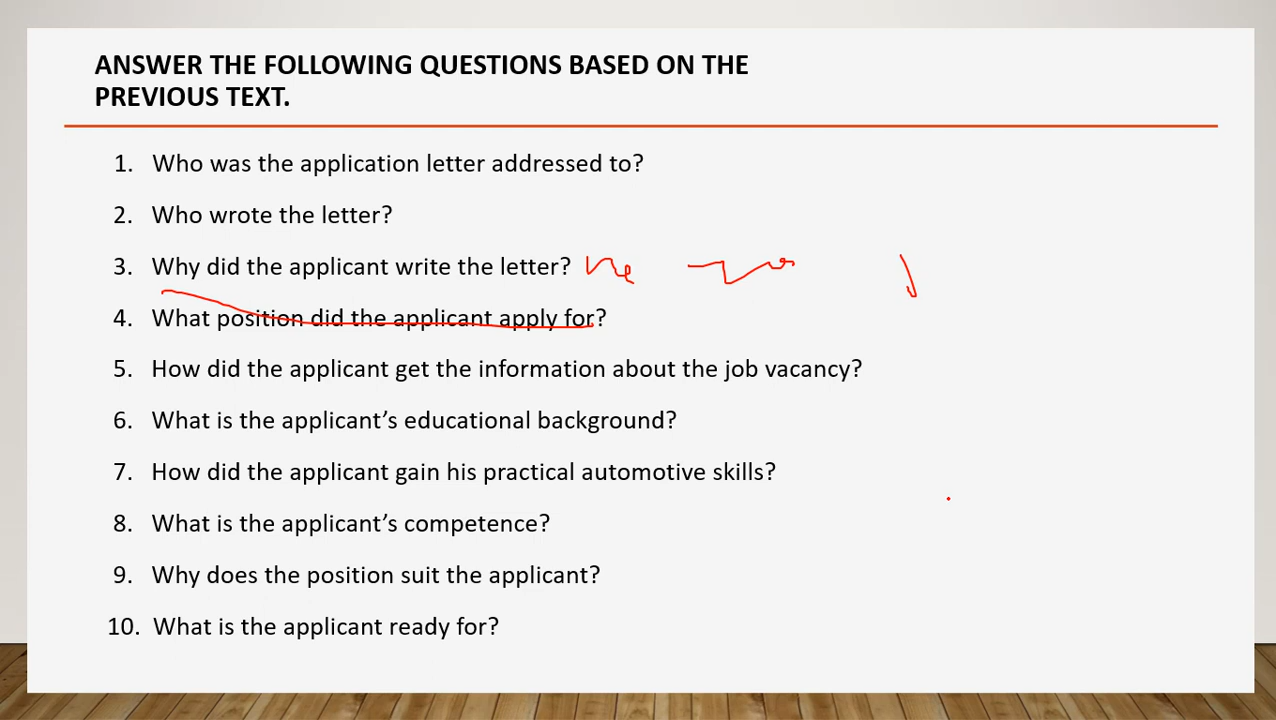 ANSWER THE FOLLOWING QUESTIONS BASED ON THE
PREVIOUS TEXT.
1. Who was the application letter addressed to?
2. Who wrote the letter?
3. Why did the applicant write the letter?
4. What position did the applicant apply for?
5. How did the applicant get the information about the job vacancy?
6. What is the applicant’s educational background?
7. How did the applicant gain his practical automotive skills?
8. What is the applicant’s competence?
9. Why does the position suit the applicant?
10. What is the applicant ready for?